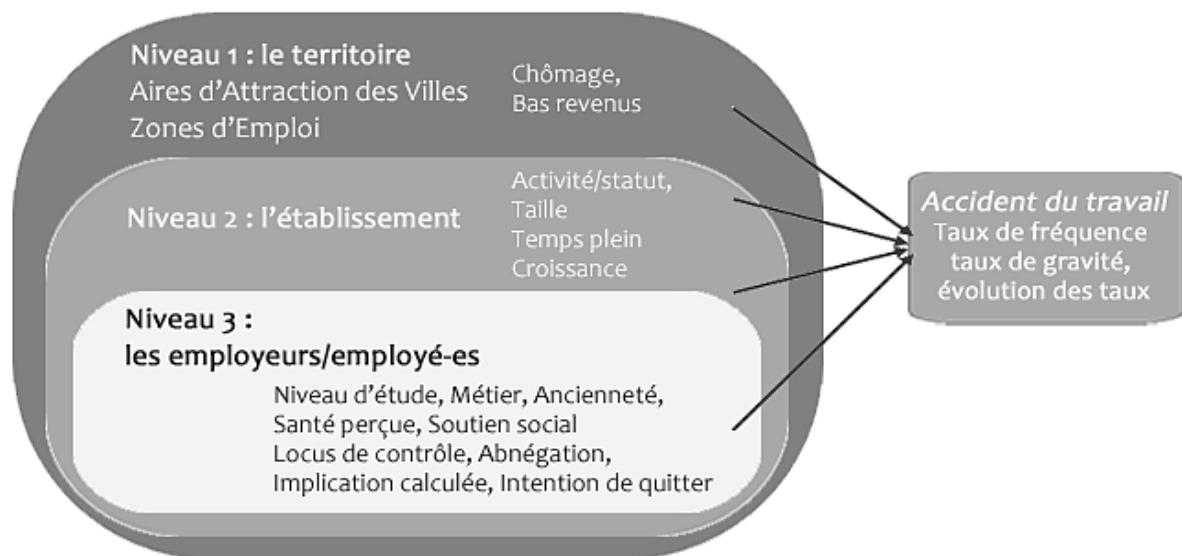 Niveau 1 : le territoire
Aires d'Attraction des Villes
Zones d'Emploi
Chômage,
Bas revenus
Niveau 2 : l'établissement
Activité/statut,
Taille
Temps plein
Croissance
Niveau 3 :
les employeurs/employé-es
Niveau d'étude, Métier, Ancienneté,
Santé perçue, Soutien social
Locus de contrôle, Abnégation,
Implication calculée, Intention de quitter
Accident du travail
Taux de fréquence
taux de gravité,
évolution des taux